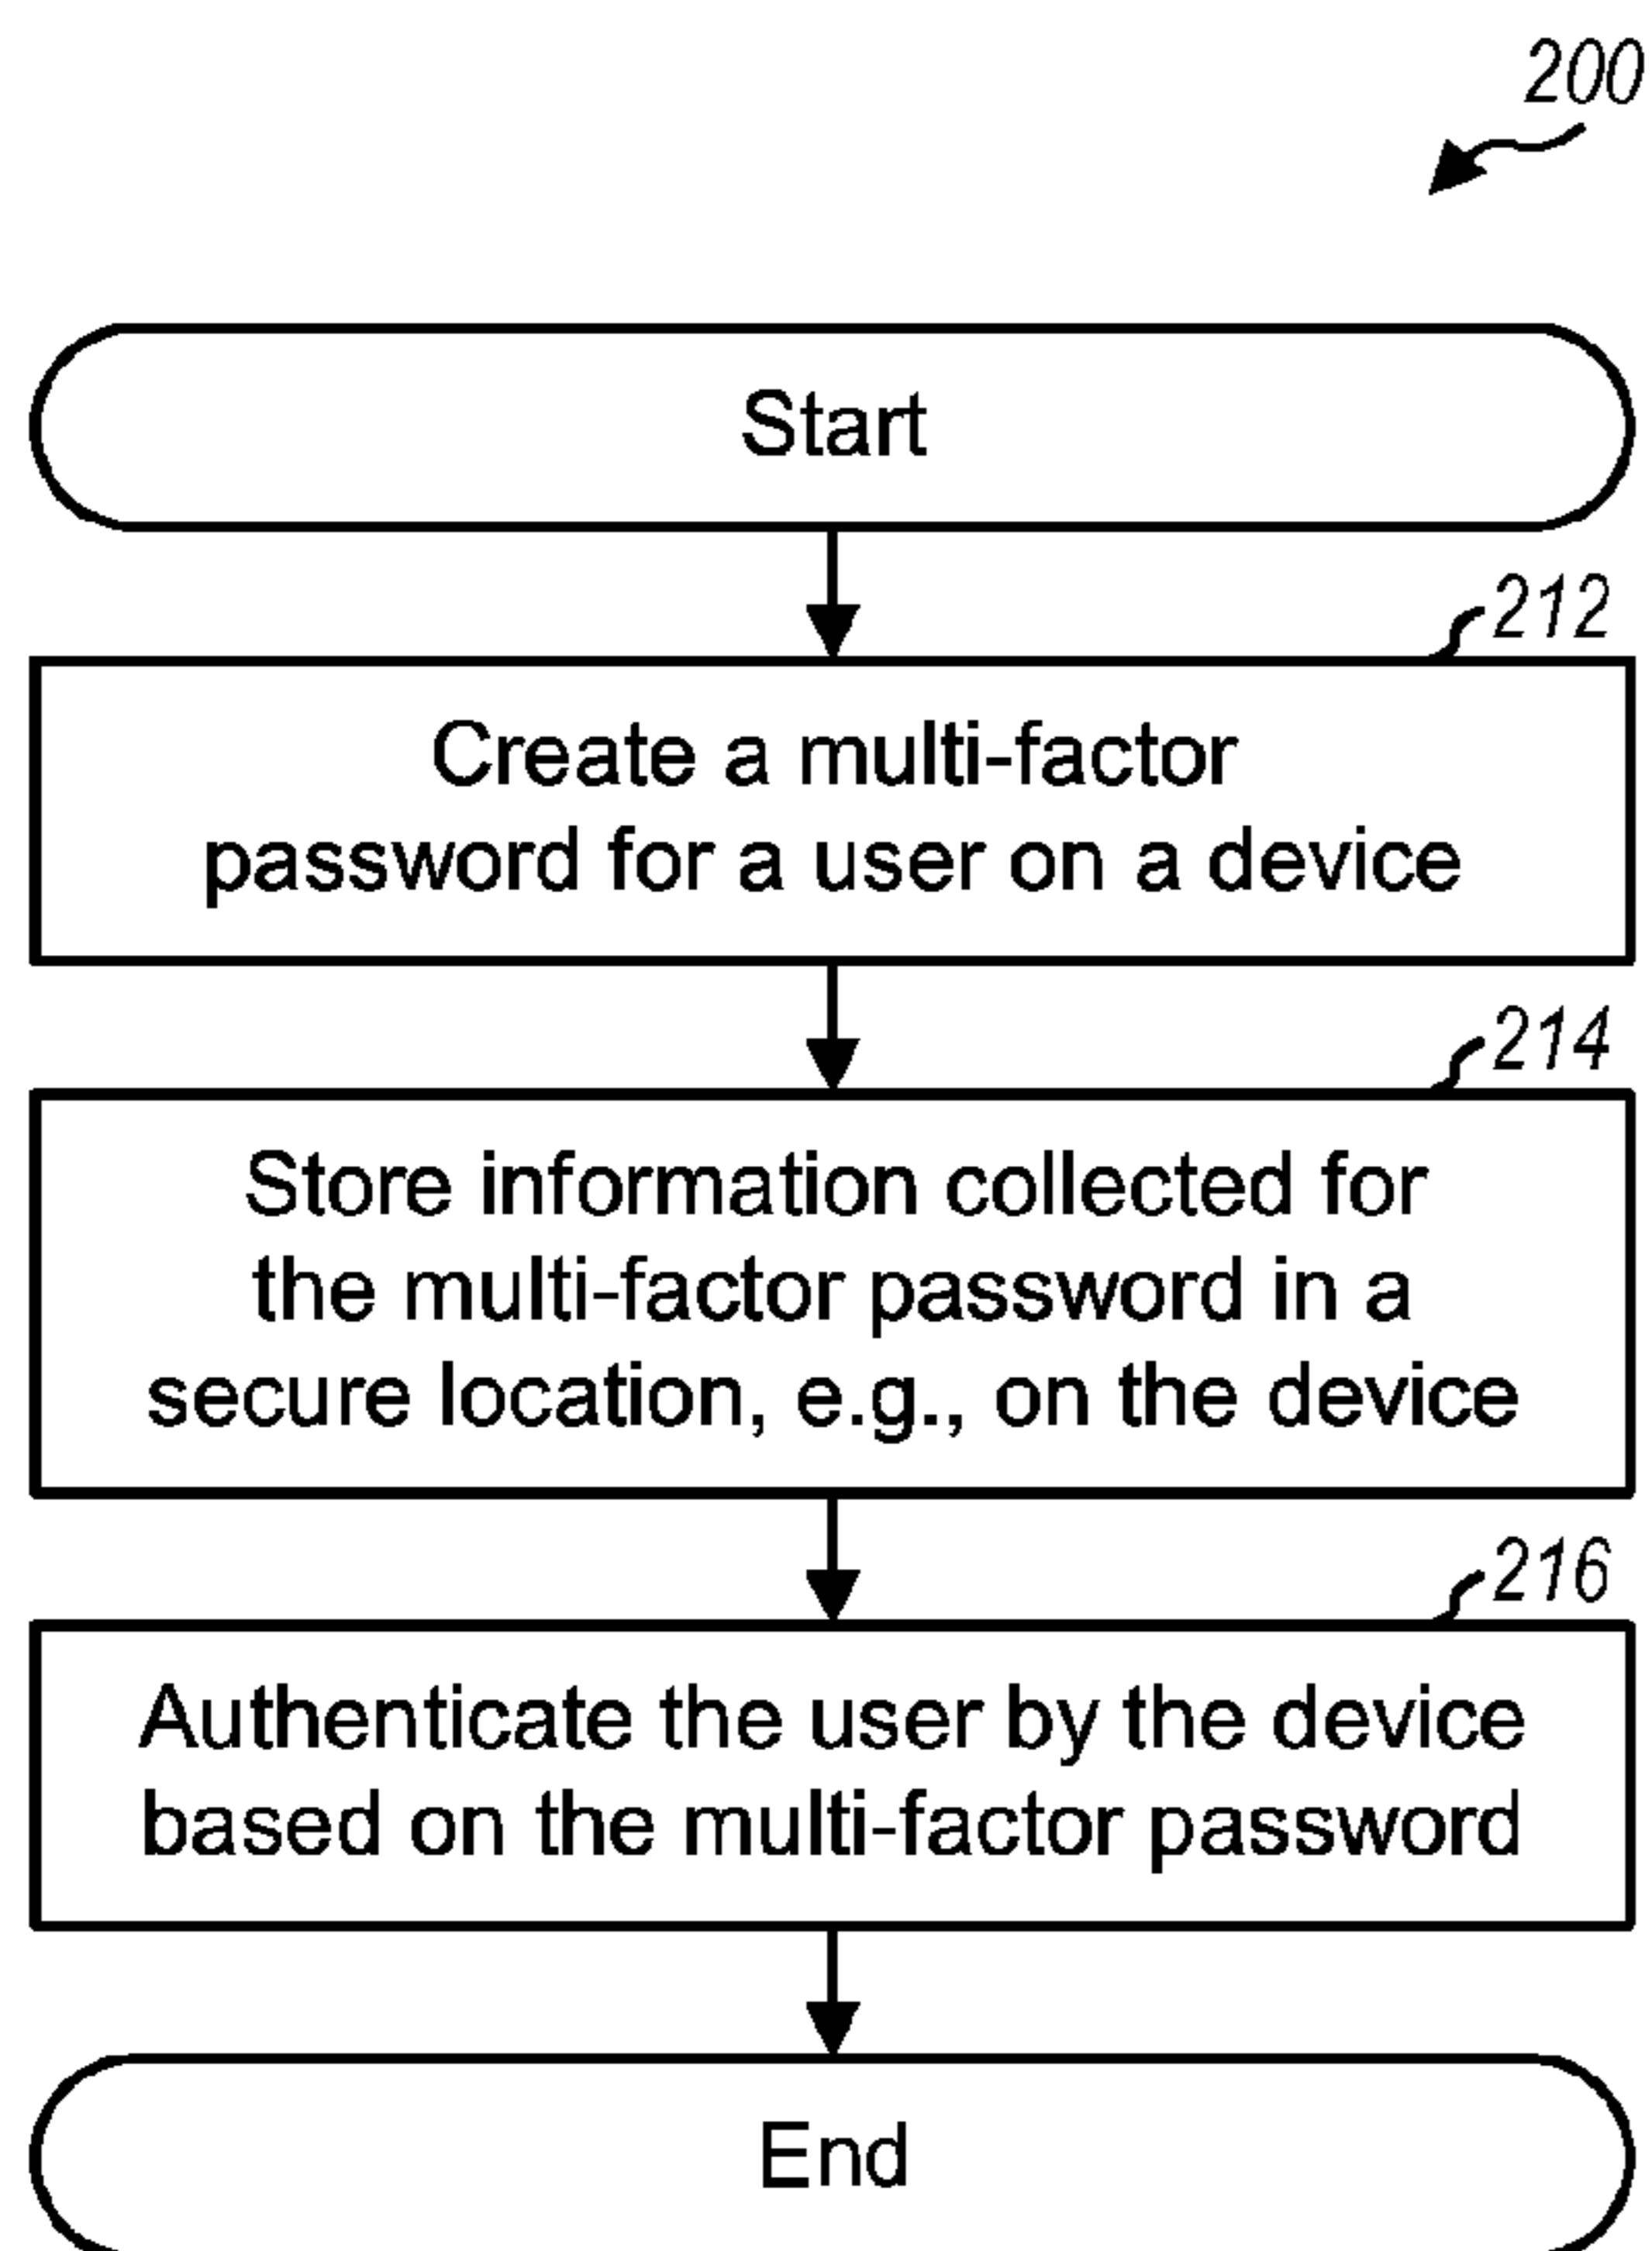 200
Start
212
Create a multi-factor
password for a user on a device
214
Store information collected for
the multi-factor password in a
secure location, e.g., on the device
216
Authenticate the user by the device
based on the multi-factor password
End